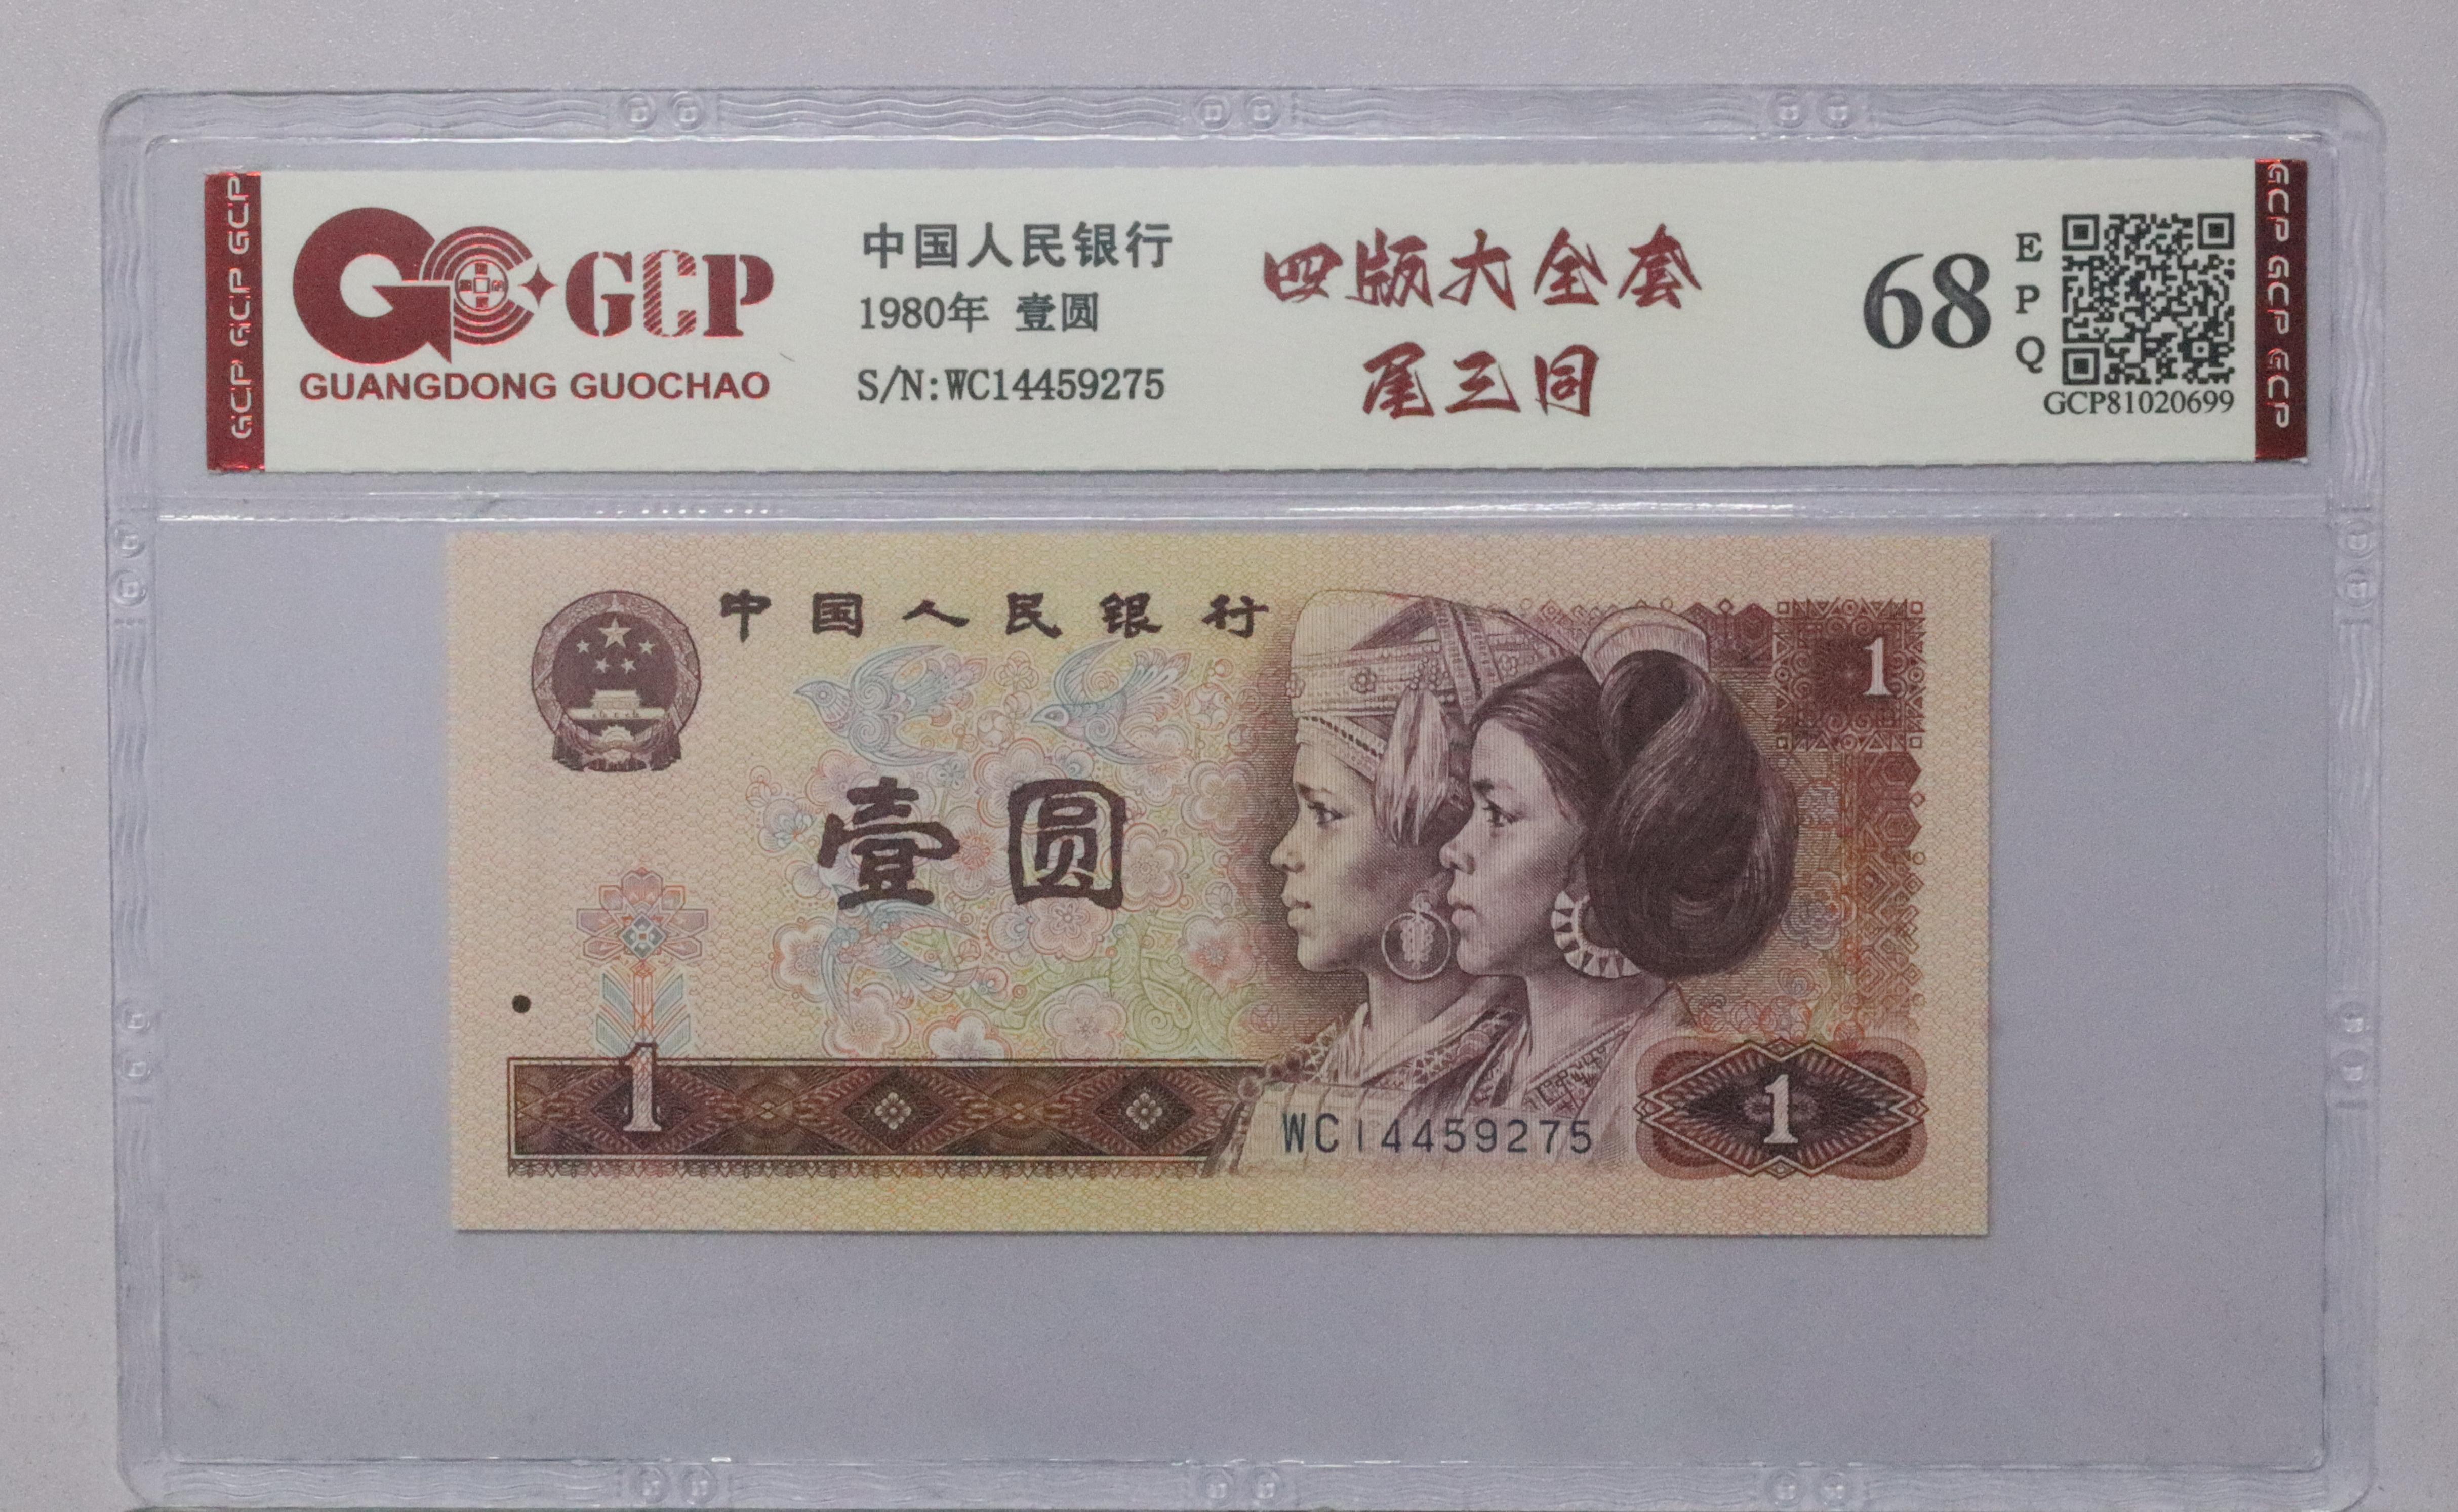 GCP GCP GCP
GCP
GUANGDONG GUOCHAO
中国人民银行
1980年 壹圆
S/N:WC14459275
四版大全套
尾三同
68
EPQ
GCP81020699
GCP GCP GCP
中国人民银行
1
壹圆
1
WC14459275
1